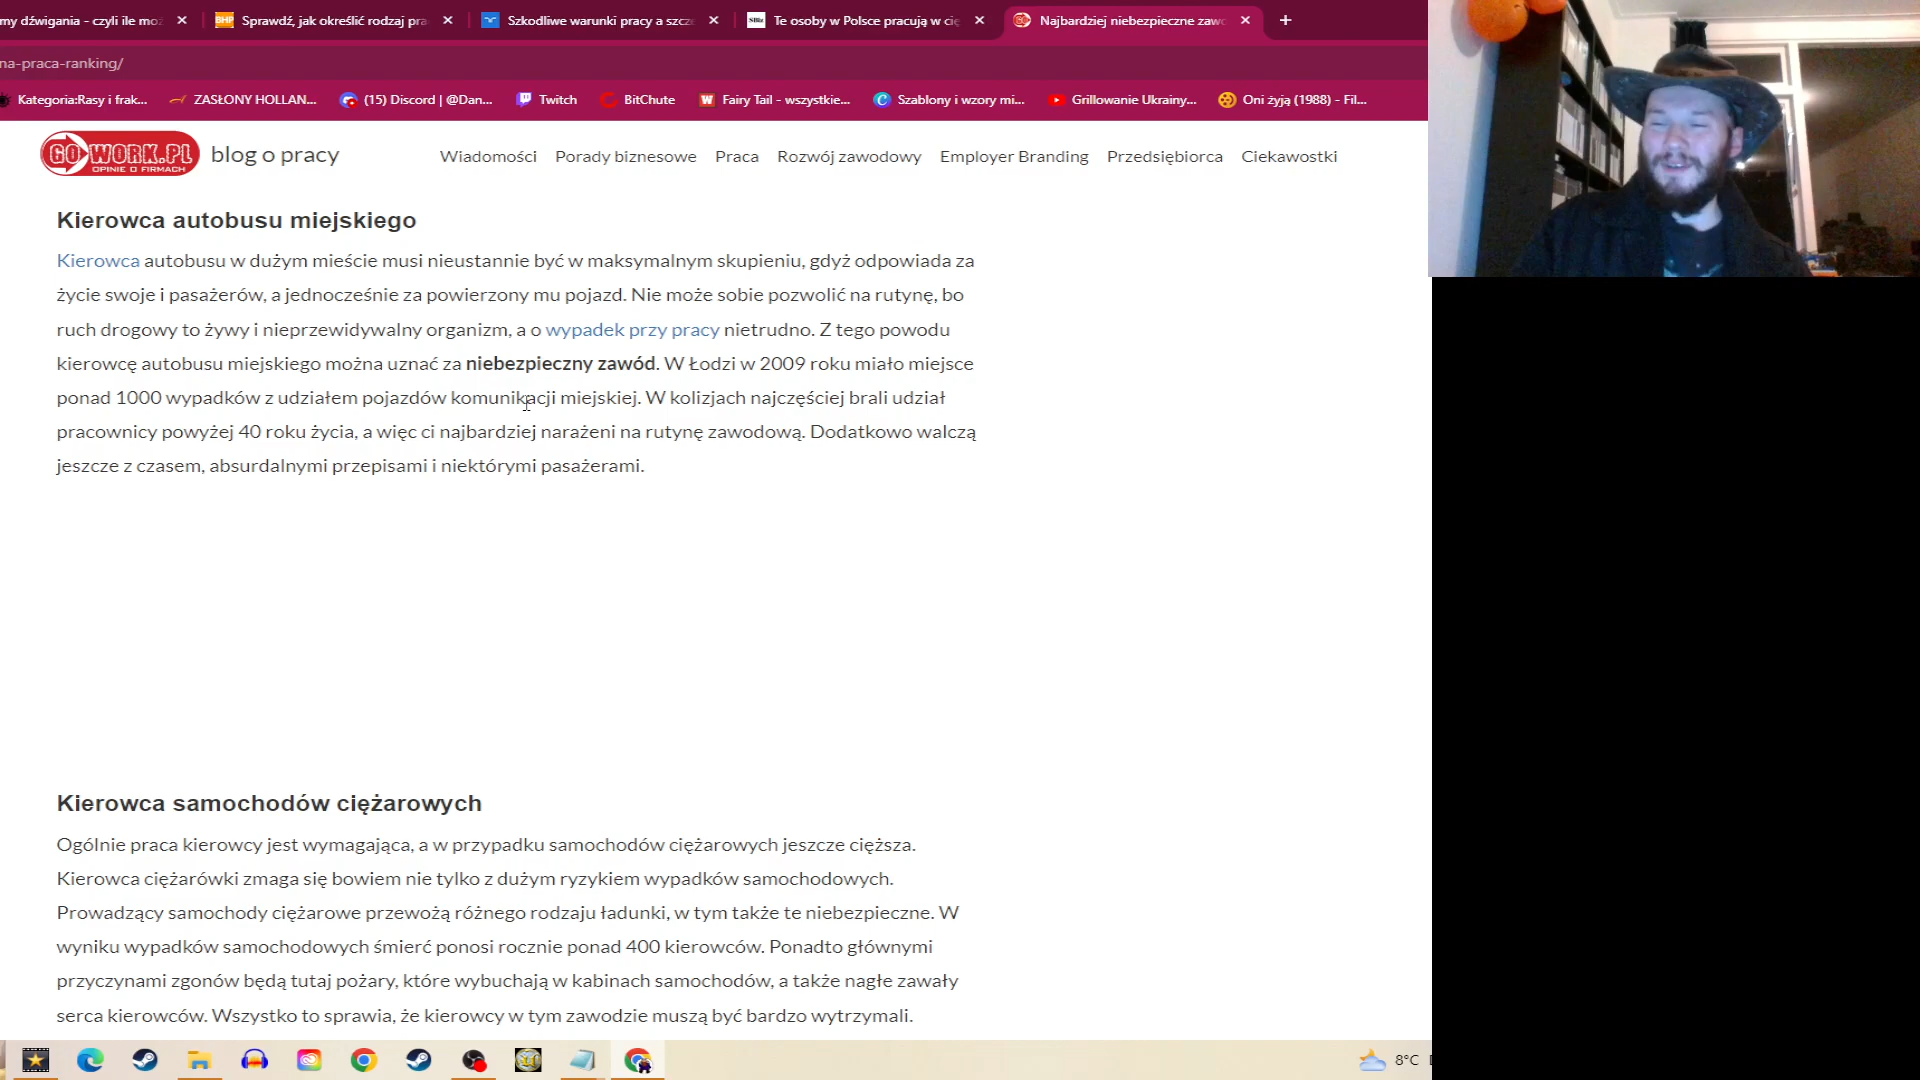 my dźwigania - czyli ile moż
Sprawdź, jak określić rodzaj pra
Szkodliwe warunki pracy a szcze
Te osoby w Polsce pracują w cię
Najbardziej niebezpieczne zawo
na-praca-ranking/
Kategoria:Rasy i frak...
ZASŁONY HOLLAN...
(15) Discord | @Dan...
Twitch
BitChute
Fairy Tail - wszystkie...
Szablony i wzory mi...
Grillowanie Ukrainy...
Oni żyją (1988) - Fil...
GO WORK.PL
OPINIE O FIRMACH
blog o pracy
Wiadomości
Porady biznesowe
Praca
Rozwój zawodowy
Employer Branding
Przedsiębiorca
Ciekawostki
Kierowca autobusu miejskiego
Kierowca autobusu w dużym mieście musi nieustannie być w maksymalnym skupieniu, gdyż odpowiada za
życie swoje i pasażerów, a jednocześnie za powierzony mu pojazd. Nie może sobie pozwolić na rutynę, bo
ruch drogowy to żywy i nieprzewidywalny organizm, a o wypadek przy pracy nietrudno. Z tego powodu
kierowcę autobusu miejskiego można uznać za niebezpieczny zawód. W Łodzi w 2009 roku miało miejsce
ponad 1000 wypadków z udziałem pojazdów komunikacji miejskiej. W kolizjach najczęściej brali udział
pracownicy powyżej 40 roku życia, a więc ci najbardziej narażeni na rutynę zawodową. Dodatkowo walczą
jeszcze z czasem, absurdalnymi przepisami i niektórymi pasażerami.
Kierowca samochodów ciężarowych
Ogólnie praca kierowcy jest wymagająca, a w przypadku samochodów ciężarowych jeszcze cięższa.
Kierowca ciężarówki zmaga się bowiem nie tylko z dużym ryzykiem wypadków samochodowych.
Prowadzący samochody ciężarowe przewożą różnego rodzaju ładunki, w tym także te niebezpieczne. W
wyniku wypadków samochodowych śmierć ponosi rocznie ponad 400 kierowców. Ponadto głównymi
przyczynami zgonów będą tutaj pożary, które wybuchają w kabinach samochodów, a także nagłe zawały
serca kierowców. Wszystko to sprawia, że kierowcy w tym zawodzie muszą być bardzo wytrzymali.
8°C